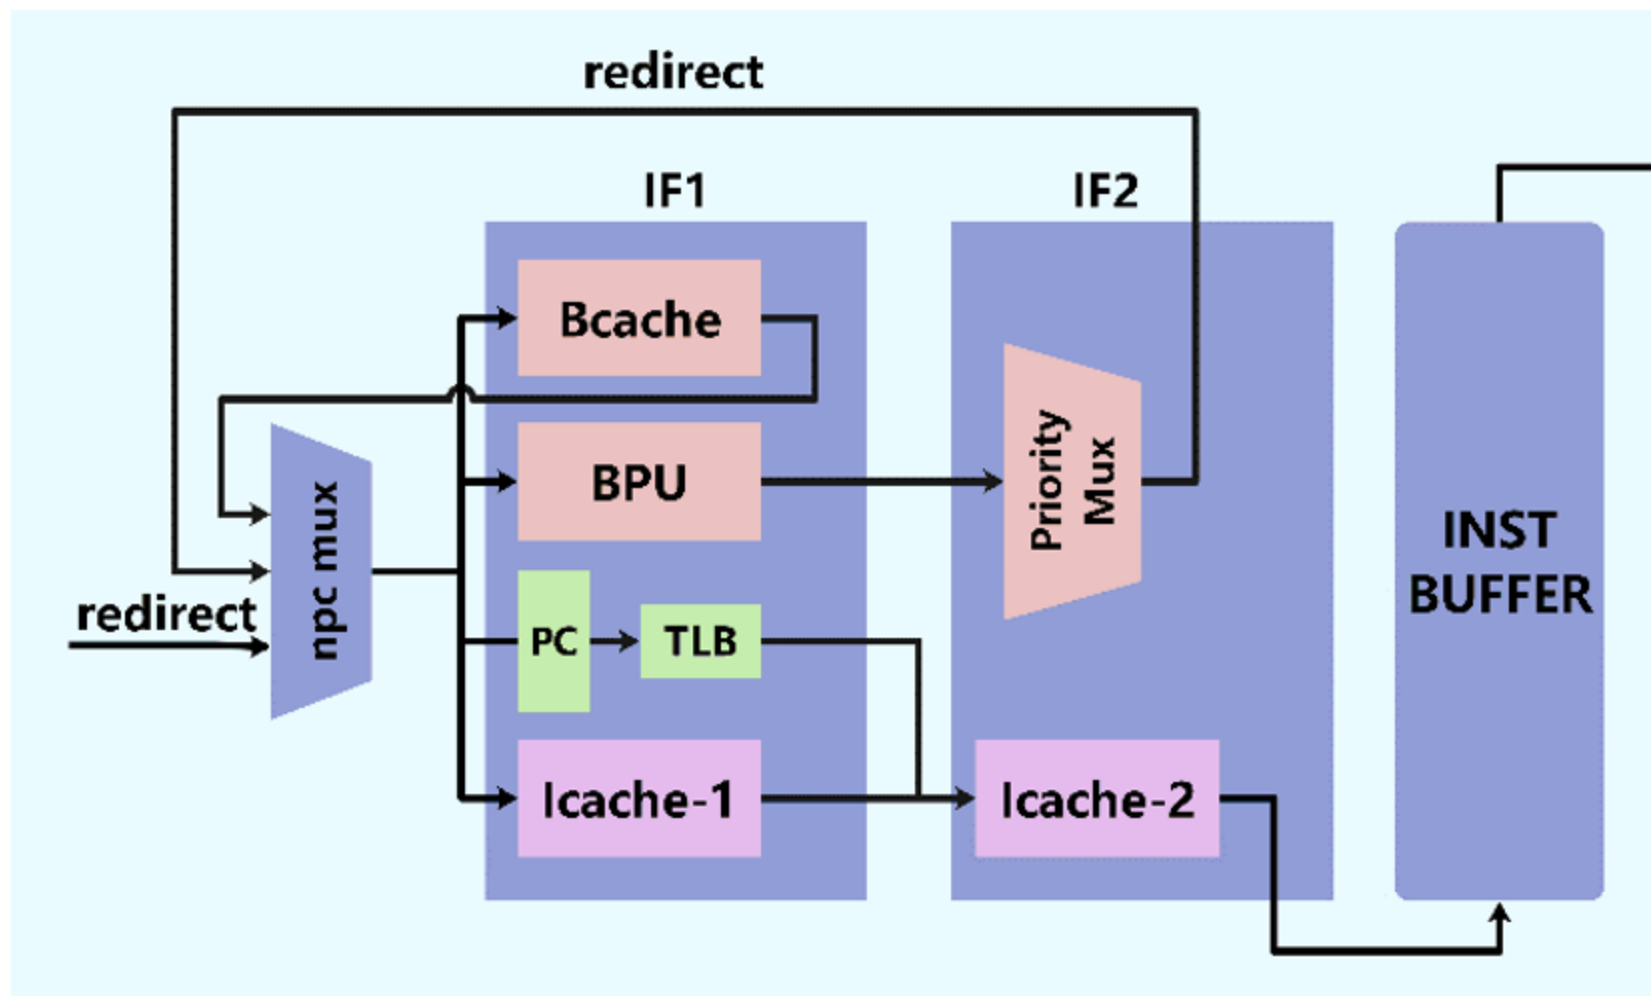 redirect
IF1
IF2
Bcache
BPU
Priority
Mux
npc mux
redirect
PC
TLB
Icache-1
Icache-2
INST
BUFFER